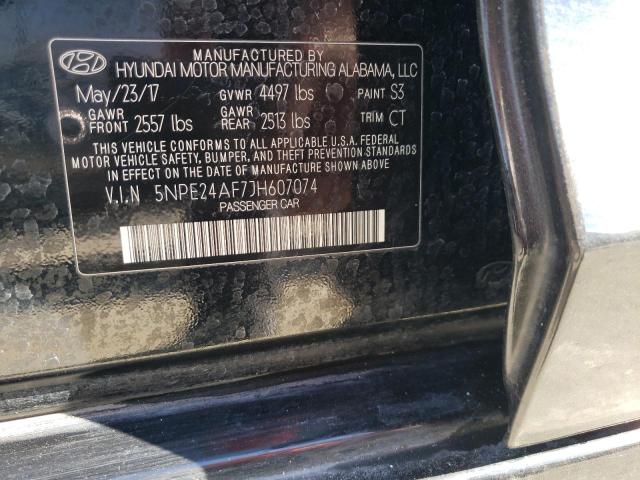 MANUFACTURED BY
HYUNDAI MOTOR MANUFACTURING ALABAMA, LLC
May/23/17 GVWR 4497 lbs PAINT S3
GAWR FRONT 2557 lbs GAWR REAR 2513 lbs TRIM CT
THIS VEHICLE CONFORMS TO ALL APPLICABLE U.S.A. FEDERAL
MOTOR VEHICLE SAFETY, BUMPER, AND THEFT PREVENTION STANDARDS
IN EFFECT ON THE DATE OF MANUFACTURE SHOWN ABOVE.
V.I.N 5NPE24AF7JH607074
PASSENGER CAR